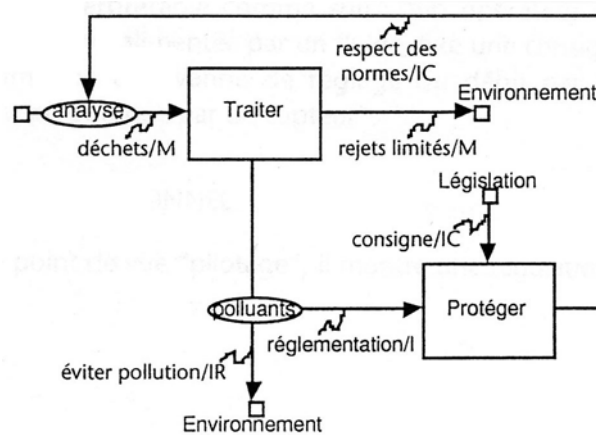 respect des
normes/IC
Environnement
analyse
Traiter
déchets/M
rejets limités/M
Législation
consigne/IC
polluants
Protéger
réglementation/I
éviter pollution/IR
Environnement